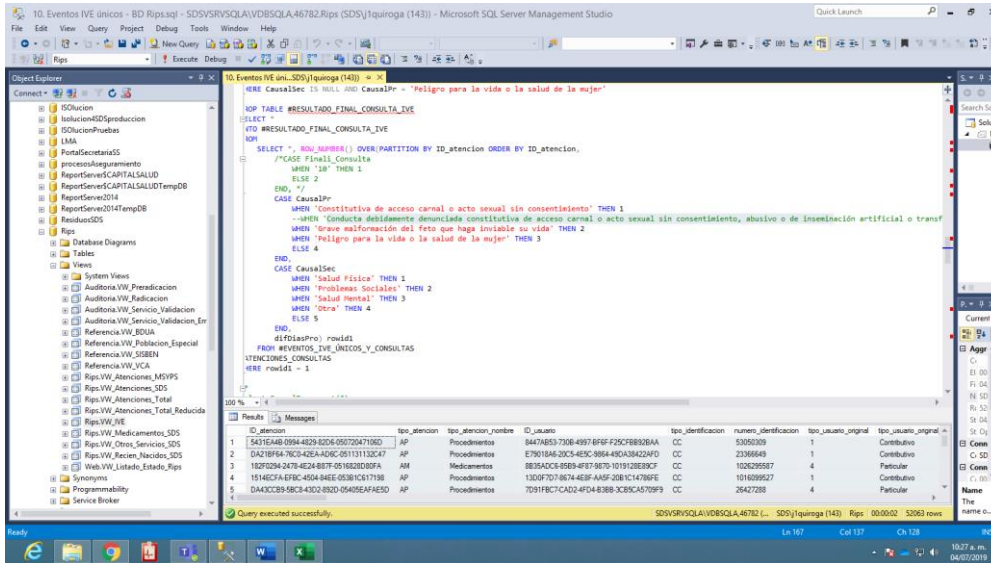 10. Eventos IVE únicos - BD Rips.sql - SDSVSRVSQLA\VDBSQLA,46782.Rips (SDS\j1quiroga (143)) - Microsoft SQL Server Management Studio
Quick Launch
File Edit View Query Project Debug Tools Window Help
New Query
Rips
Execute Debug
Object Explorer
10. Eventos IVE úni...SDS\j1quiroga (143))
Connect
ISOlucion
Isolucion4SDSproduccion
ISOlucionPruebas
LMA
PortalSecretariaSS
procesosAseguramiento
ReportServer$CAPITALSALUD
ReportServer$CAPITALSALUDTempDB
ReportServer2014
ReportServer2014TempDB
ResiduosSDS
Rips
Database Diagrams
Tables
Views
System Views
Auditoria.VW_Preradicacion
Auditoria.VW_Radicacion
Auditoria.VW_Servicio_Validacion
Auditoria.VW_Servicio_Validacion_Err
Referencia.VW_BDUA
Referencia.VW_Poblacion_Especial
Referencia.VW_SISBEN
Referencia.VW_VCA
Rips.VW_Atenciones_MSYPS
Rips.VW_Atenciones_SDS
Rips.VW_Atenciones_Total
Rips.VW_Atenciones_Total_Reducida
Rips.VW_IVE
Rips.VW_Medicamentos_SDS
Rips.VW_Otros_Servicios_SDS
Rips.VW_Recien_Nacidos_SDS
Web.VW_Listado_Estado_Rips
Synonyms
Programmability
Service Broker
HERE CausalSec IS NULL AND CausalPr = 'Peligro para la vida o la salud de la mujer'
ROP TABLE #RESULTADO_FINAL_CONSULTA_IVE
ELECT *
NTO #RESULTADO_FINAL_CONSULTA_IVE
ROM
SELECT *, ROW_NUMBER() OVER(PARTITION BY ID_atencion ORDER BY ID_atencion,
/*CASE Finali_Consulta
WHEN '10' THEN 1
ELSE 2
END, */
CASE CausalPr
WHEN 'Constitutiva de acceso carnal o acto sexual sin consentimiento' THEN 1
--WHEN 'Conducta debidamente denunciada constitutiva de acceso carnal o acto sexual sin consentimiento, abusivo o de inseminación artificial o transf
WHEN 'Grave malformación del feto que haga inviable su vida' THEN 2
WHEN 'Peligro para la vida o la salud de la mujer' THEN 3
ELSE 4
END,
CASE CausalSec
WHEN 'Salud Física' THEN 1
WHEN 'Problemas Sociales' THEN 2
WHEN 'Salud Mental' THEN 3
WHEN 'Otra' THEN 4
ELSE 5
END,
difDiasPro) rowid1
FROM #EVENTOS_IVE_ÚNICOS_Y_CONSULTAS
ATENCIONES_CONSULTAS
HERE rowid1 = 1
100 %
Results Messages
ID_atencion tipo_atencion tipo_atencion_nombre ID_usuario tipo_identificacion numero_identificacion tipo_usuario_original tipo_usuario_original
1 5431EA4B-0994-4829-82D6-05072047106D AP Procedimientos 8447AB53-730B-4997-BF6F-F25CFBB92BAA CC 53050309 1 Contributivo
2 DA21BF64-76C0-42EA-AD6C-051131132C47 AP Procedimientos E79018A6-20C5-4E5C-9864-49DA38422AFD CC 23366649 1 Contributivo
3 182F0294-2478-4E24-B87F-0516828D80FA AM Medicamentos 8B35ADC6-85B9-4F87-9870-1019128E89CF CC 1026295587 4 Particular
4 1514ECFA-EFBC-4504-84EE-053B1C617198 AP Procedimientos 13D0F7D7-8674-4E8F-AA5F-20B1C14786FE CC 1016099527 1 Contributivo
5 DA43CCB9-5BC8-43D2-892D-05405EAFAE5D AP Procedimientos 7D91FBC7-CAD2-4FD4-B3BB-3CB5CA5709F9 CC 26427288 4 Particular
Query executed successfully.
SDSVSRVSQLA\VDBSQLA,46782 (... SDS\j1quiroga (143) Rips 00:00:02 52063 rows
Search So
Solu
Current
Aggr
Conn
Conn
Name
The
name o...
Ready
Ln 167 Col 137 Ch 128 INS
10:27 a. m.
04/07/2019